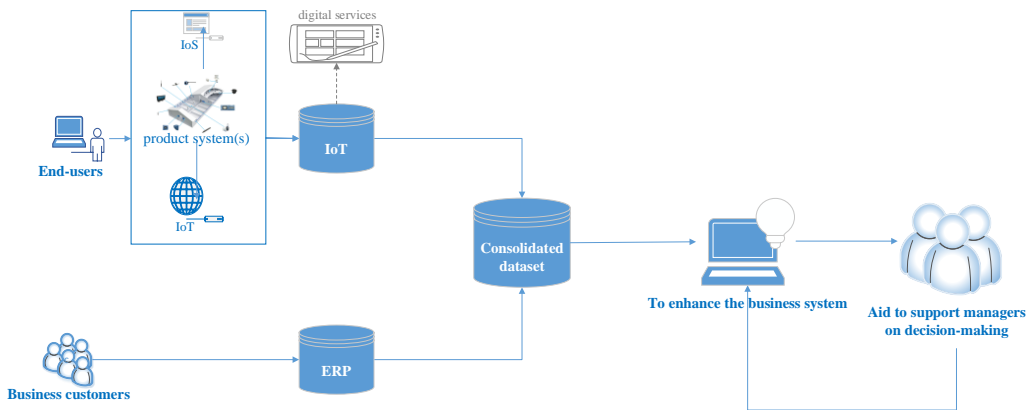 digital services
IoS
product system(s)
IoT
End-users
IoT
Consolidated
dataset
To enhance the business system
Aid to support managers
on decision-making
ERP
Business customers